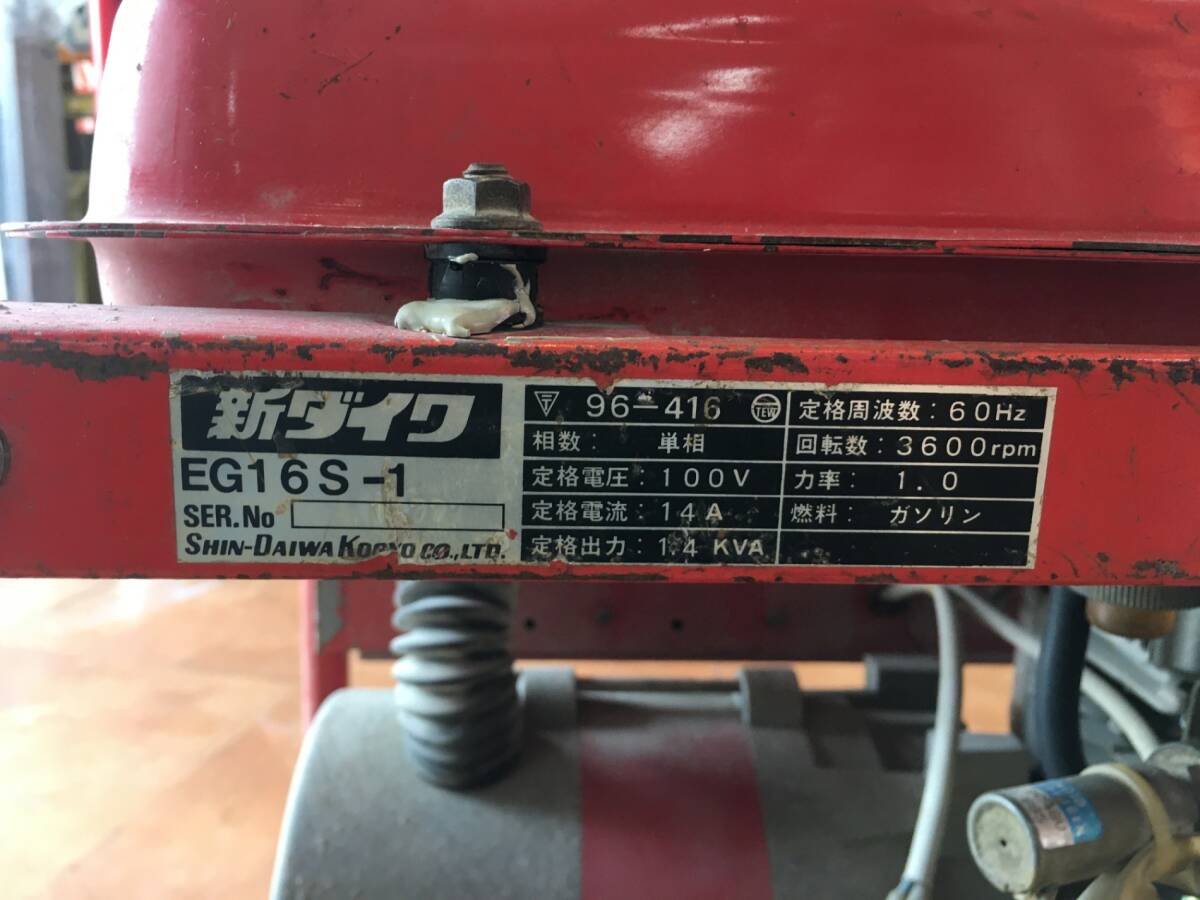 新ダイワ
EG16S-1
SER.No
SHIN-DAIWA KOGYO CO.,LTD.
〒 96-416 TEW
相数: 単相
定格電圧: 100V
定格電流: 14A
定格出力: 1.4 KVA
定格周波数: 60Hz
回転数: 3600rpm
力率: 1.0
燃料: ガソリン